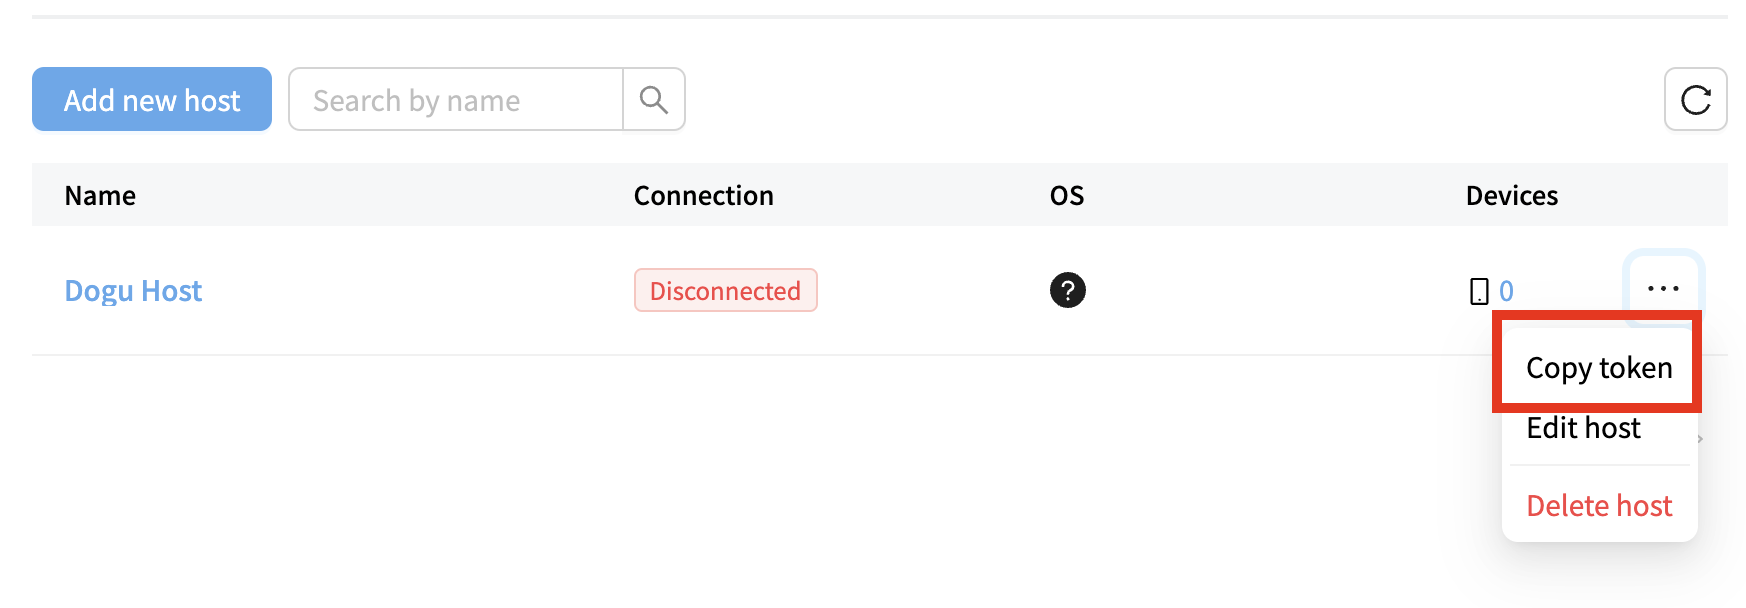 Add new host
Search by name
Name Connection OS Devices
Dogu Host Disconnected ? 0 ···
Copy token
Edit host
Delete host